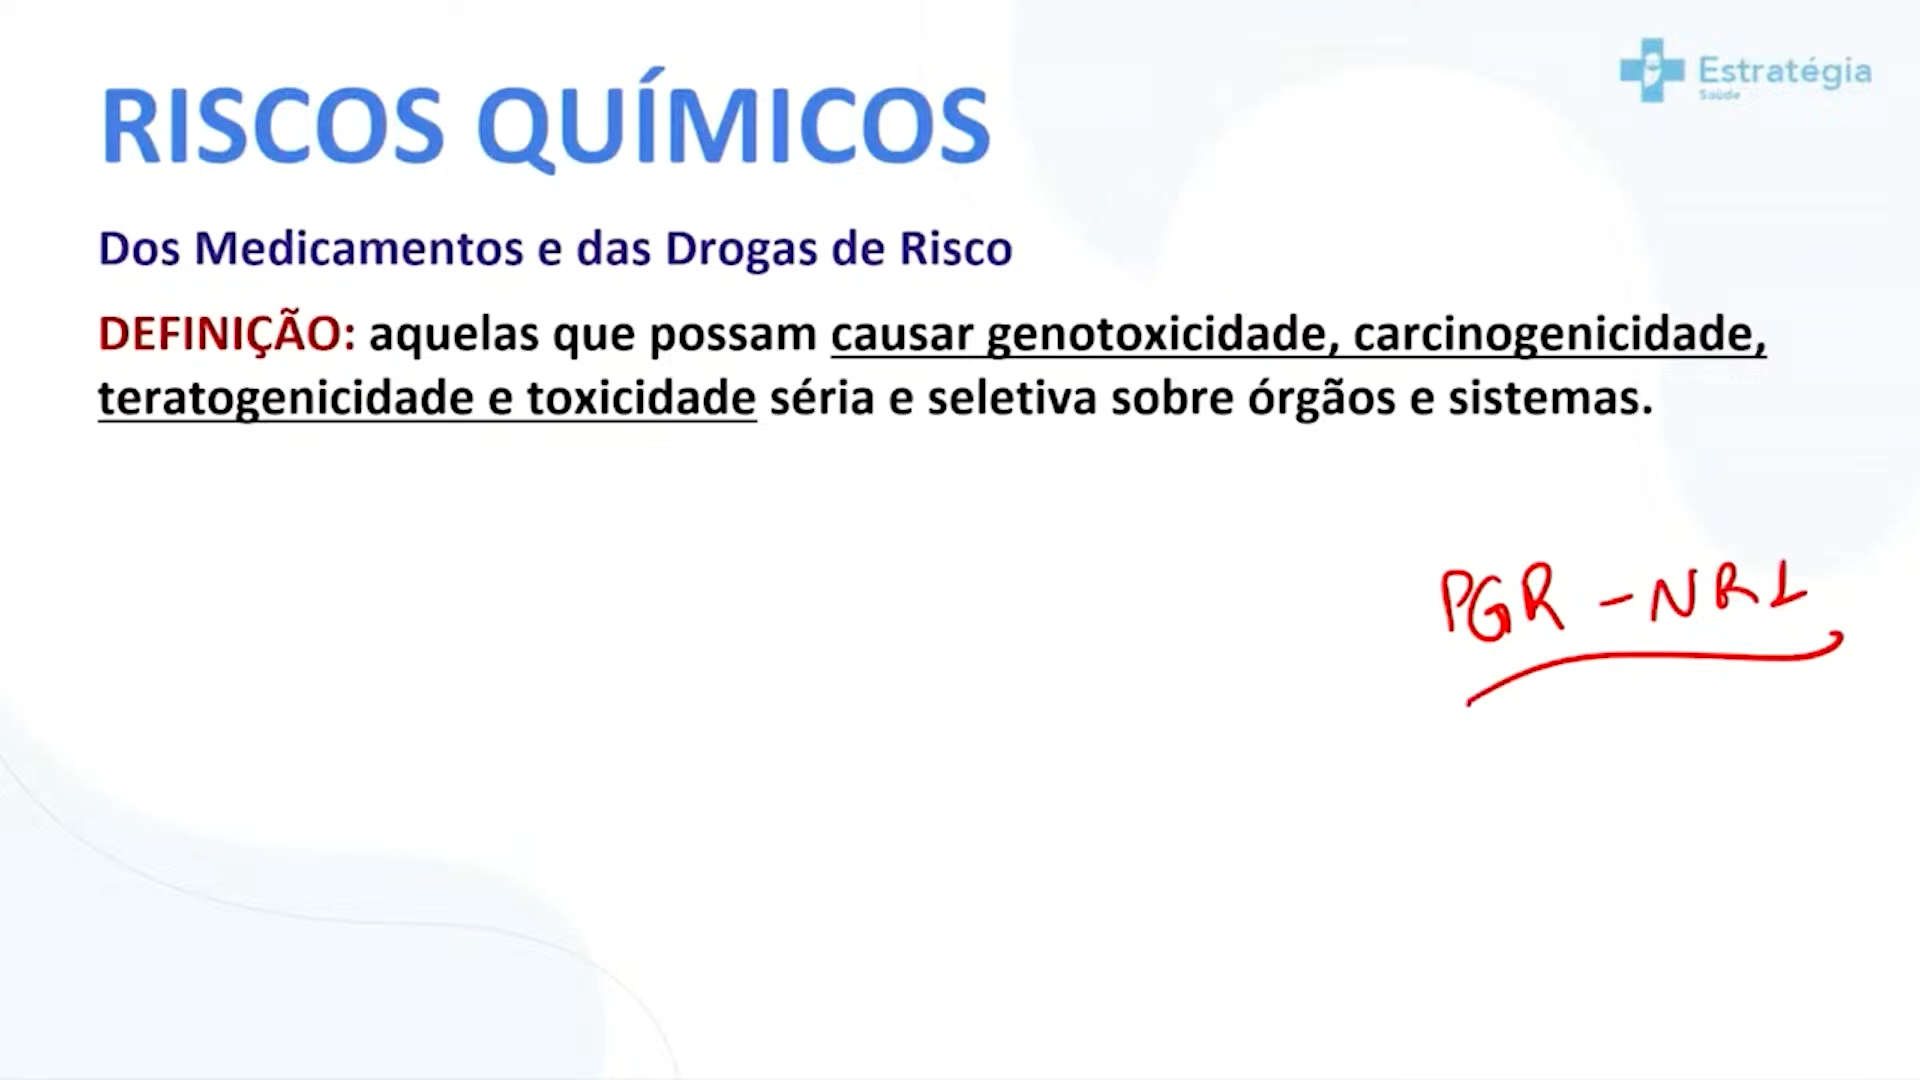 Estratégia
Saúde
RISCOS QUÍMICOS
Dos Medicamentos e das Drogas de Risco
DEFINIÇÃO: aquelas que possam causar genotoxicidade, carcinogenicidade,
teratogenicidade e toxicidade séria e seletiva sobre órgãos e sistemas.
PGR - NR1